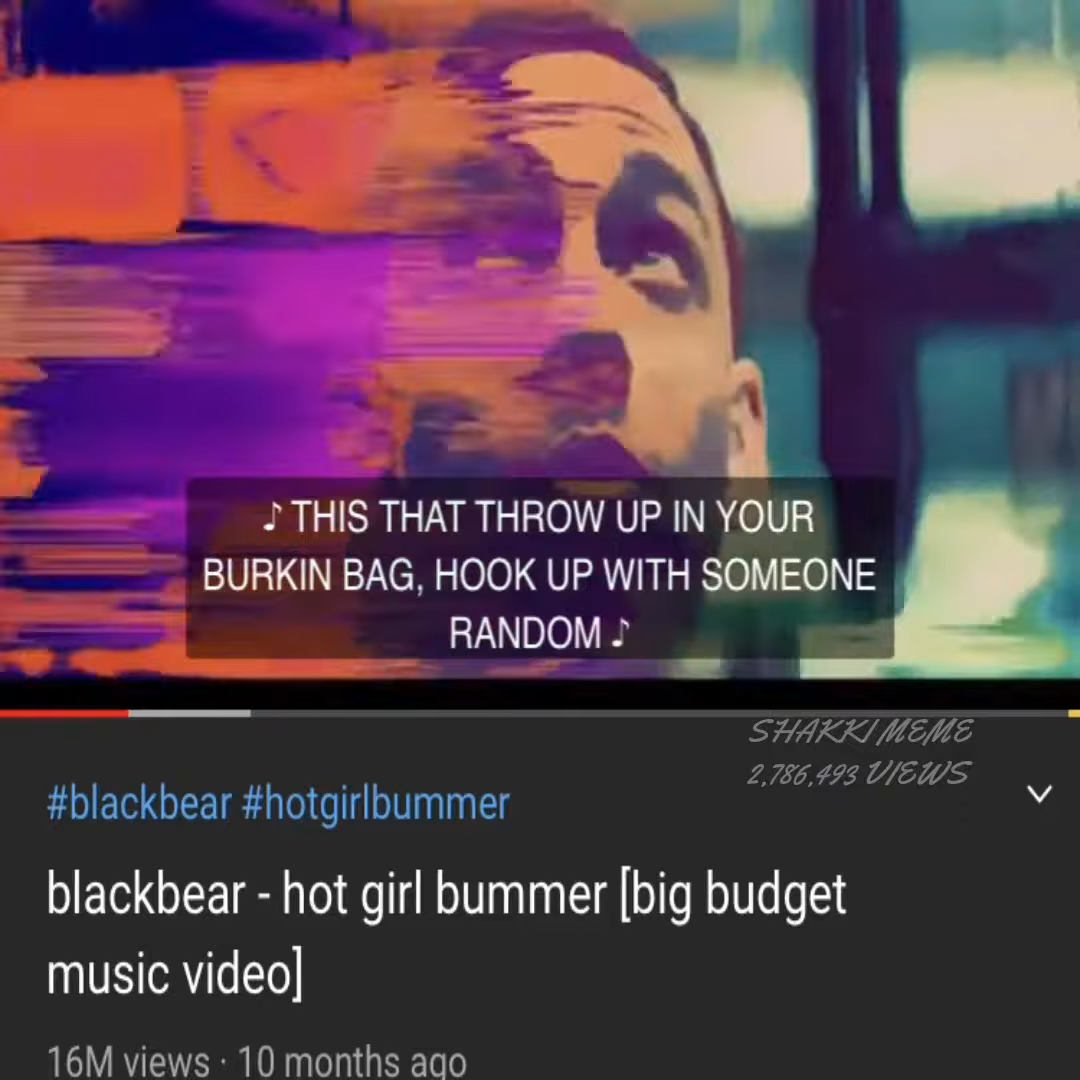 ♪ THIS THAT THROW UP IN YOUR
BURKIN BAG, HOOK UP WITH SOMEONE
RANDOM ♪
SHAKKI MEME
2,786,493 VIEWS
#blackbear #hotgirlbummer
blackbear - hot girl bummer [big budget
music video]
16M views · 10 months ago